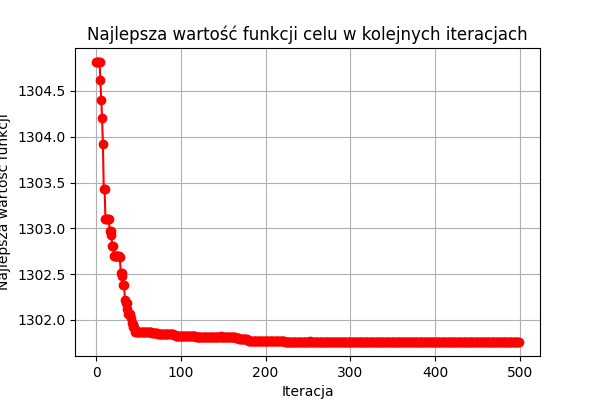 Najlepsza wartość funkcji celu w kolejnych iteracjach
Najlepsza wartość funkcji
1304.5
1304.0
1303.5
1303.0
1302.5
1302.0
0 100 200 300 400 500
Iteracja